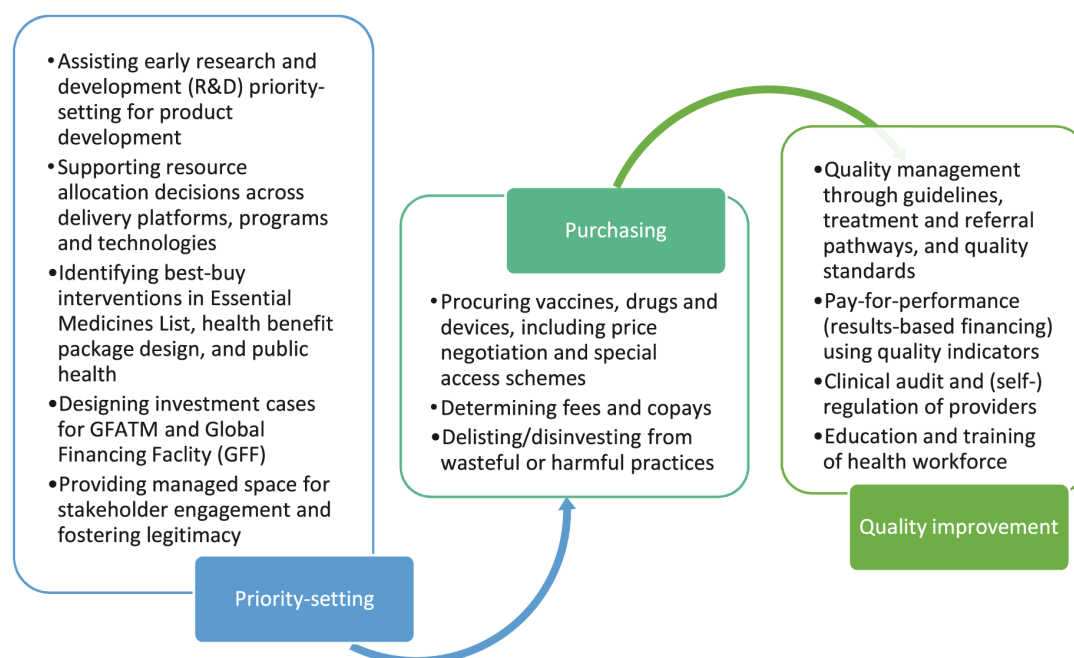 •Assisting early research and
development (R&D) priority-
setting for product
development
•Supporting resource
allocation decisions across
delivery platforms, programs
and technologies
•Identifying best-buy
interventions in Essential
Medicines List, health benefit
package design, and public
health
•Designing investment cases
for GFATM and Global
Financing Faclity (GFF)
•Providing managed space for
stakeholder engagement and
fostering legitimacy
Priority-setting
Purchasing
•Procuring vaccines, drugs and
devices, including price
negotiation and special
access schemes
•Determining fees and copays
•Delisting/disinvesting from
wasteful or harmful practices
•Quality management
through guidelines,
treatment and referral
pathways, and quality
standards
•Pay-for-performance
(results-based financing)
using quality indicators
•Clinical audit and (self-)
regulation of providers
•Education and training
of health workforce
Quality improvement